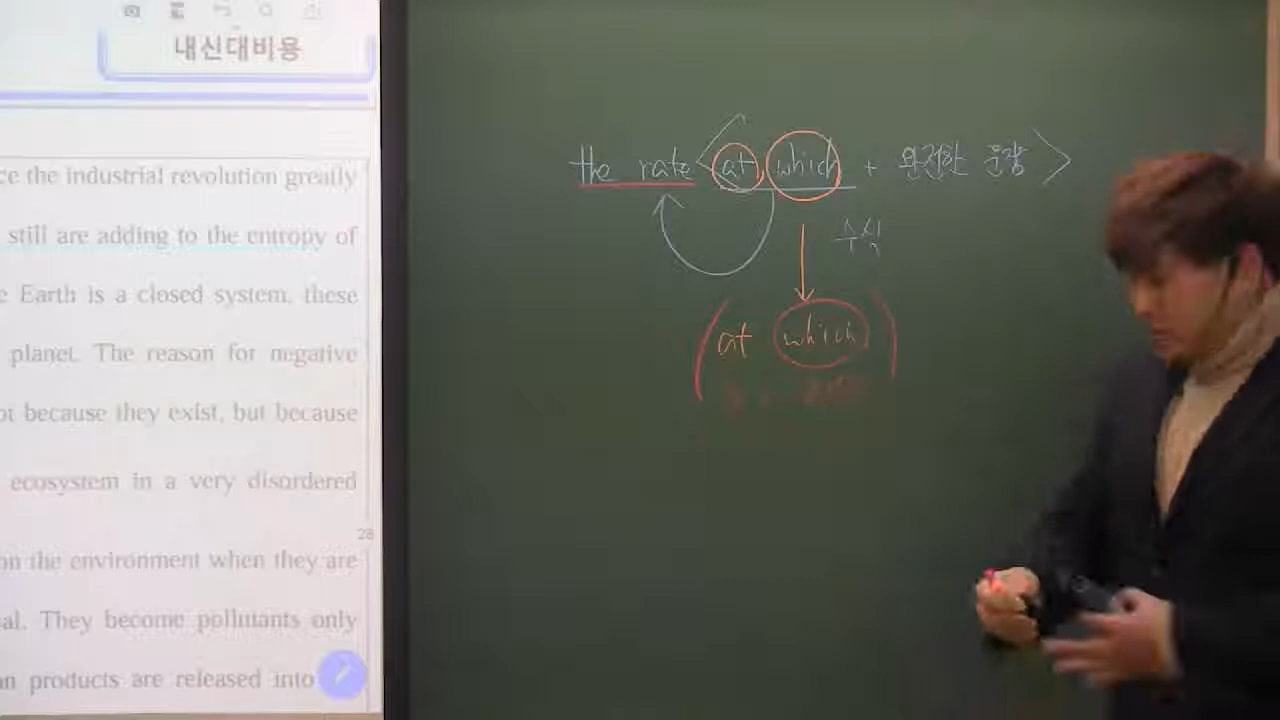 내신대비용
ce the industrial revolution greatly
still are adding to the entropy of
e Earth is a closed system, these
planet. The reason for negative
ot because they exist, but because
ecosystem in a very disordered
28
on the environment when they are
al. They become pollutants only
an products are released into
the rate < at which + 완전한 문장 >
수식
( at which )